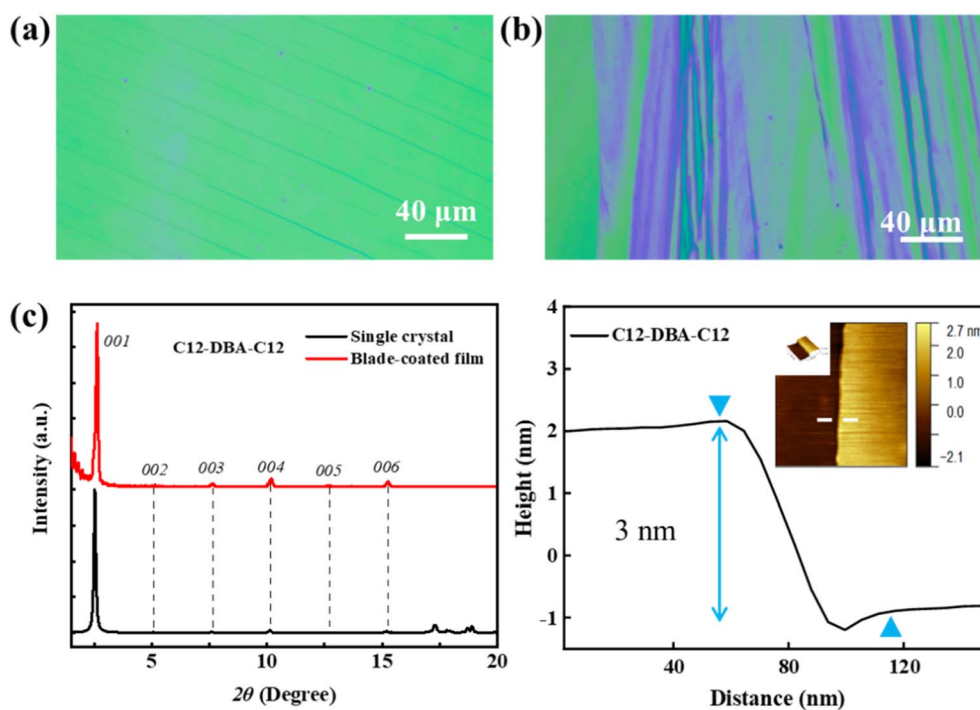 (a)
40 μm
(b)
40 μm
(c)
001
C12-DBA-C12
Single crystal
Blade-coated film
002
003
004
005
006
Intensity (a.u.)
5
10
15
20
2θ (Degree)
C12-DBA-C12
2.7 nm
2.0
1.0
0.0
−2.1
4
3
2
1
0
-1
3 nm
Height (nm)
40
80
120
Distance (nm)